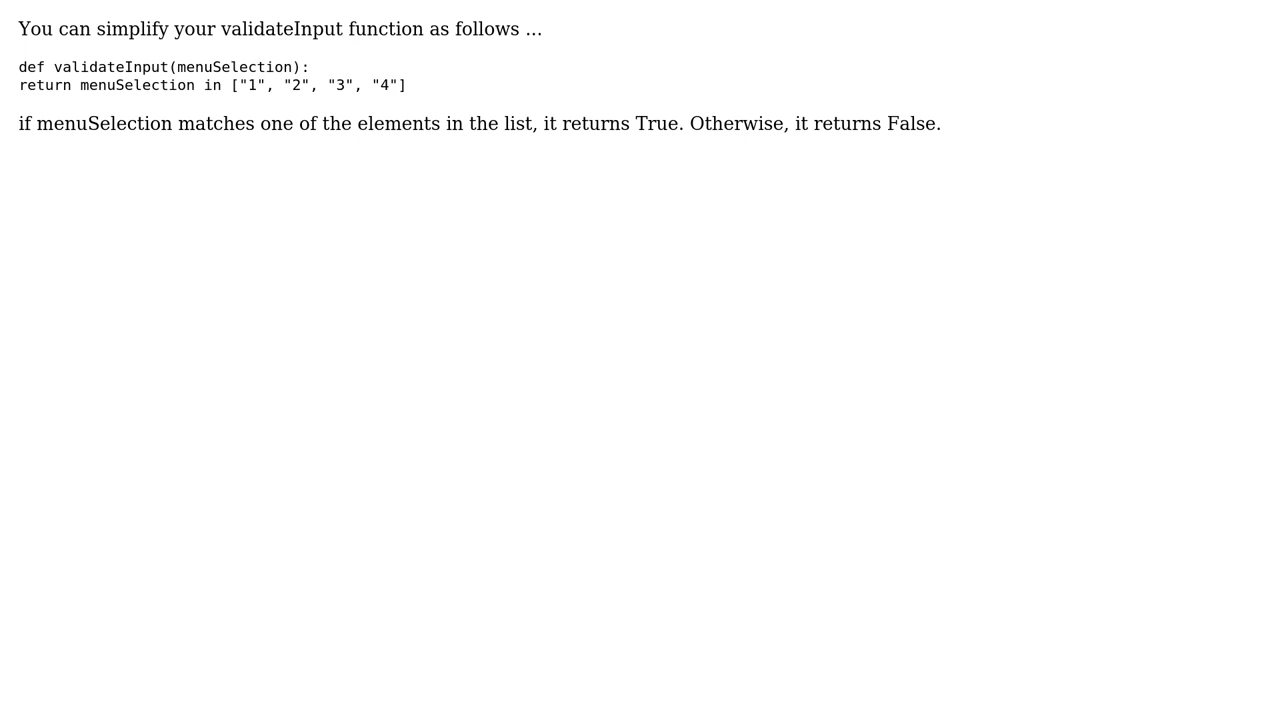 You can simplify your validateInput function as follows ...
def validateInput(menuSelection):
return menuSelection in ["1", "2", "3", "4"]
if menuSelection matches one of the elements in the list, it returns True. Otherwise, it returns False.